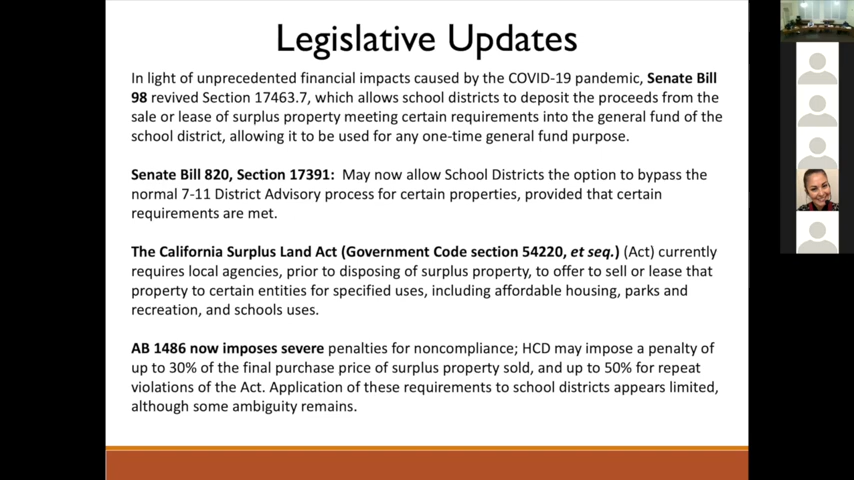 Legislative Updates
In light of unprecedented financial impacts caused by the COVID-19 pandemic, Senate Bill
98 revived Section 17463.7, which allows school districts to deposit the proceeds from the
sale or lease of surplus property meeting certain requirements into the general fund of the
school district, allowing it to be used for any one-time general fund purpose.
Senate Bill 820, Section 17391: May now allow School Districts the option to bypass the
normal 7-11 District Advisory process for certain properties, provided that certain
requirements are met.
The California Surplus Land Act (Government Code section 54220, et seq.) (Act) currently
requires local agencies, prior to disposing of surplus property, to offer to sell or lease that
property to certain entities for specified uses, including affordable housing, parks and
recreation, and schools uses.
AB 1486 now imposes severe penalties for noncompliance; HCD may impose a penalty of
up to 30% of the final purchase price of surplus property sold, and up to 50% for repeat
violations of the Act. Application of these requirements to school districts appears limited,
although some ambiguity remains.